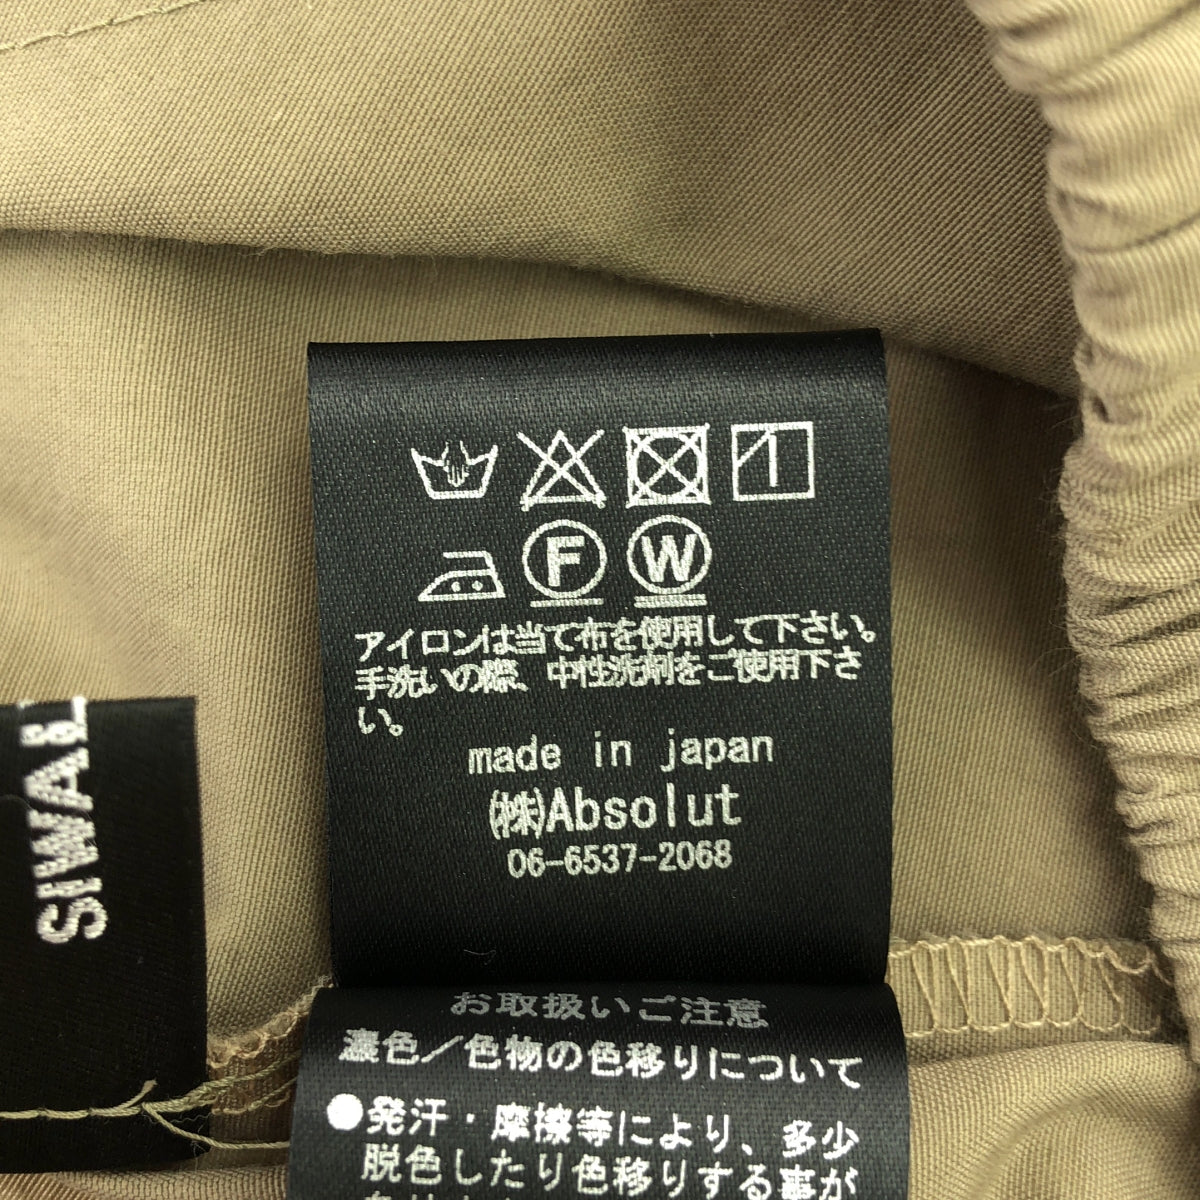 F W
アイロンは当て布を使用して下さい。
手洗いの際、中性洗剤をご使用下さ
い。
made in japan
㈱Absolut
06-6537-2068
SIWAL
お取扱いご注意
濃色／色物の色移りについて
●発汗・摩擦等により、多少
脱色したり色移りする事が